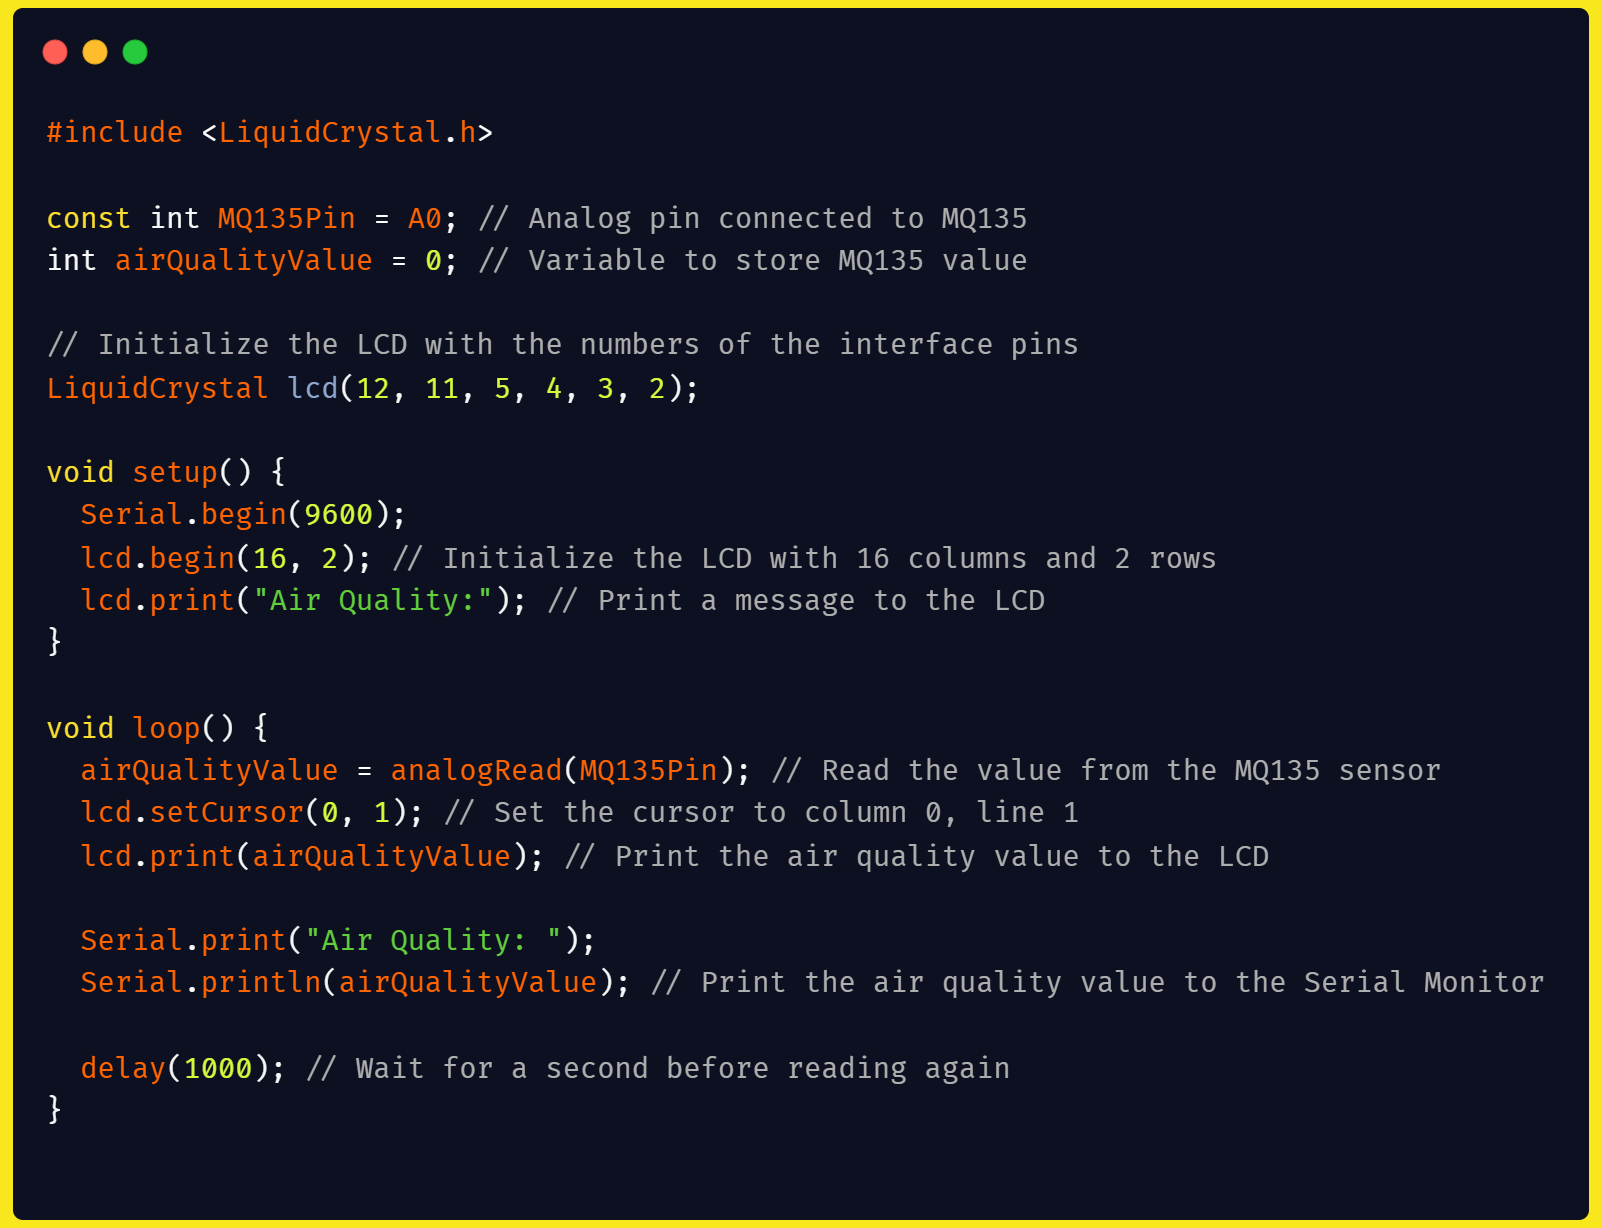 #include <LiquidCrystal.h>
const int MQ135Pin = A0; // Analog pin connected to MQ135
int airQualityValue = 0; // Variable to store MQ135 value
// Initialize the LCD with the numbers of the interface pins
LiquidCrystal lcd(12, 11, 5, 4, 3, 2);
void setup() {
  Serial.begin(9600);
  lcd.begin(16, 2); // Initialize the LCD with 16 columns and 2 rows
  lcd.print("Air Quality:"); // Print a message to the LCD
}
void loop() {
  airQualityValue = analogRead(MQ135Pin); // Read the value from the MQ135 sensor
  lcd.setCursor(0, 1); // Set the cursor to column 0, line 1
  lcd.print(airQualityValue); // Print the air quality value to the LCD
  Serial.print("Air Quality: ");
  Serial.println(airQualityValue); // Print the air quality value to the Serial Monitor
  delay(1000); // Wait for a second before reading again
}